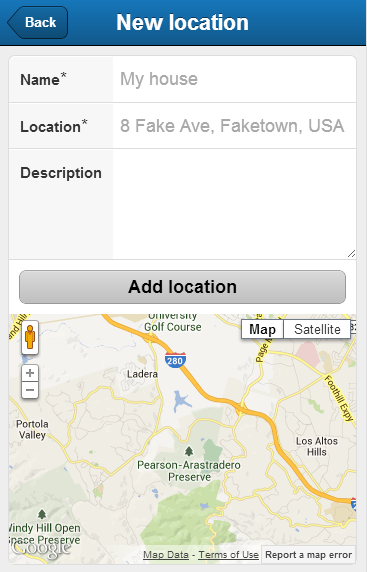 Back
New location
Name*
My house
Location*
8 Fake Ave, Faketown, USA
Description
Add location
University
Golf Course
Map
Satellite
Page M
280
Ladera
Foothill Expy
Portola
Valley
Los Altos
Hills
Pearson-Arastradero
Preserve
Windy Hill Open
Space Preserve
Google
Map Data - Terms of Use
Report a map error